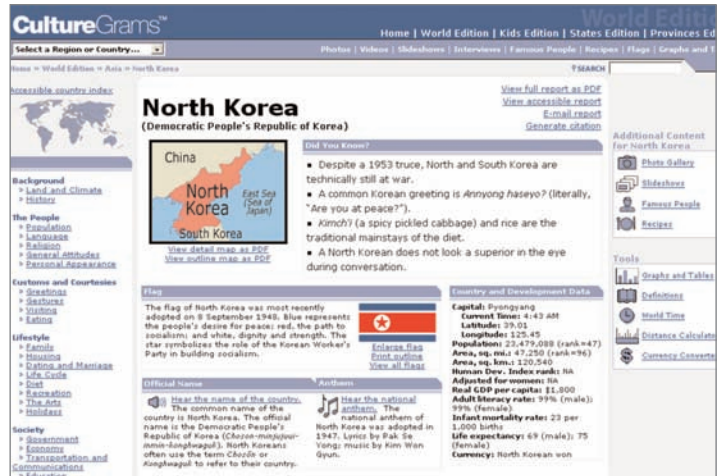 CultureGrams™
World Editio
Home | World Edition | Kids Edition | States Edition | Provinces Ed
Select a Region or Country...
Photos | Videos | Slideshows | Interviews | Famous People | Recipes | Flags | Graphs and T
Home » World Edition » Asia » North Korea
? SEARCH
Accessible country index
North Korea
(Democratic People's Republic of Korea)
View full report as PDF
View accessible report
E-mail report
Generate citation
China
North
Korea
East Sea
(Sea of
Japan)
South Korea
View detail map as PDF
View outline map as PDF
Did You Know?
Despite a 1953 truce, North and South Korea are
technically still at war.
A common Korean greeting is Annyong haseyo? (literally,
"Are you at peace?").
Kimch'i (a spicy pickled cabbage) and rice are the
traditional mainstays of the diet.
A North Korean does not look a superior in the eye
during conversation.
Additional Content
for North Korea
Photo Gallery
Slideshows
Famous People
Recipes
Tools
Graphs and Tables
Definitions
World Time
Distance Calculato
Currency Converte
Background
Land and Climate
History
The People
Population
Language
Religion
General Attitudes
Personal Appearance
Customs and Courtesies
Greetings
Gestures
Visiting
Eating
Lifestyle
Family
Housing
Dating and Marriage
Life Cycle
Diet
Recreation
The Arts
Holidays
Society
Government
Economy
Transportation and
Communications
Education
Flag
The flag of North Korea was most recently
adopted on 8 September 1948. Blue represents
the people's desire for peace; red, the path to
socialism; and white, dignity and strength. The
star symbolizes the role of the Korean Worker's
Party in building socialism.
Enlarge flag
Print outline
View all flags
Official Name
Hear the name of the country.
The common name of the
country is North Korea. The official
name is the Democratic People's
Republic of Korea (Choson-minjujuui-
inmin-konghwaguk). North Koreans
often use the term Chosŏn or
Konghwaguk to refer to their country.
Anthem
Hear the national
anthem. The
national anthem of
North Korea was adopted in
1947. Lyrics by Pak Se
Yong; music by Kim Won
Gyun.
Country and Development Data
Capital: Pyongyang
Current Time: 4:43 AM
Latitude: 39.01
Longitude: 125.45
Population: 23,479,088 (rank=47)
Area, sq. mi.: 47,250 (rank=96)
Area, sq. km.: 120,540
Human Dev. Index rank: NA
Adjusted for women: NA
Real GDP per capita: $1,800
Adult literacy rate: 99% (male);
99% (female)
Infant mortality rate: 23 per
1,000 births
Life expectancy: 69 (male); 75
(female)
Currency: North Korean won